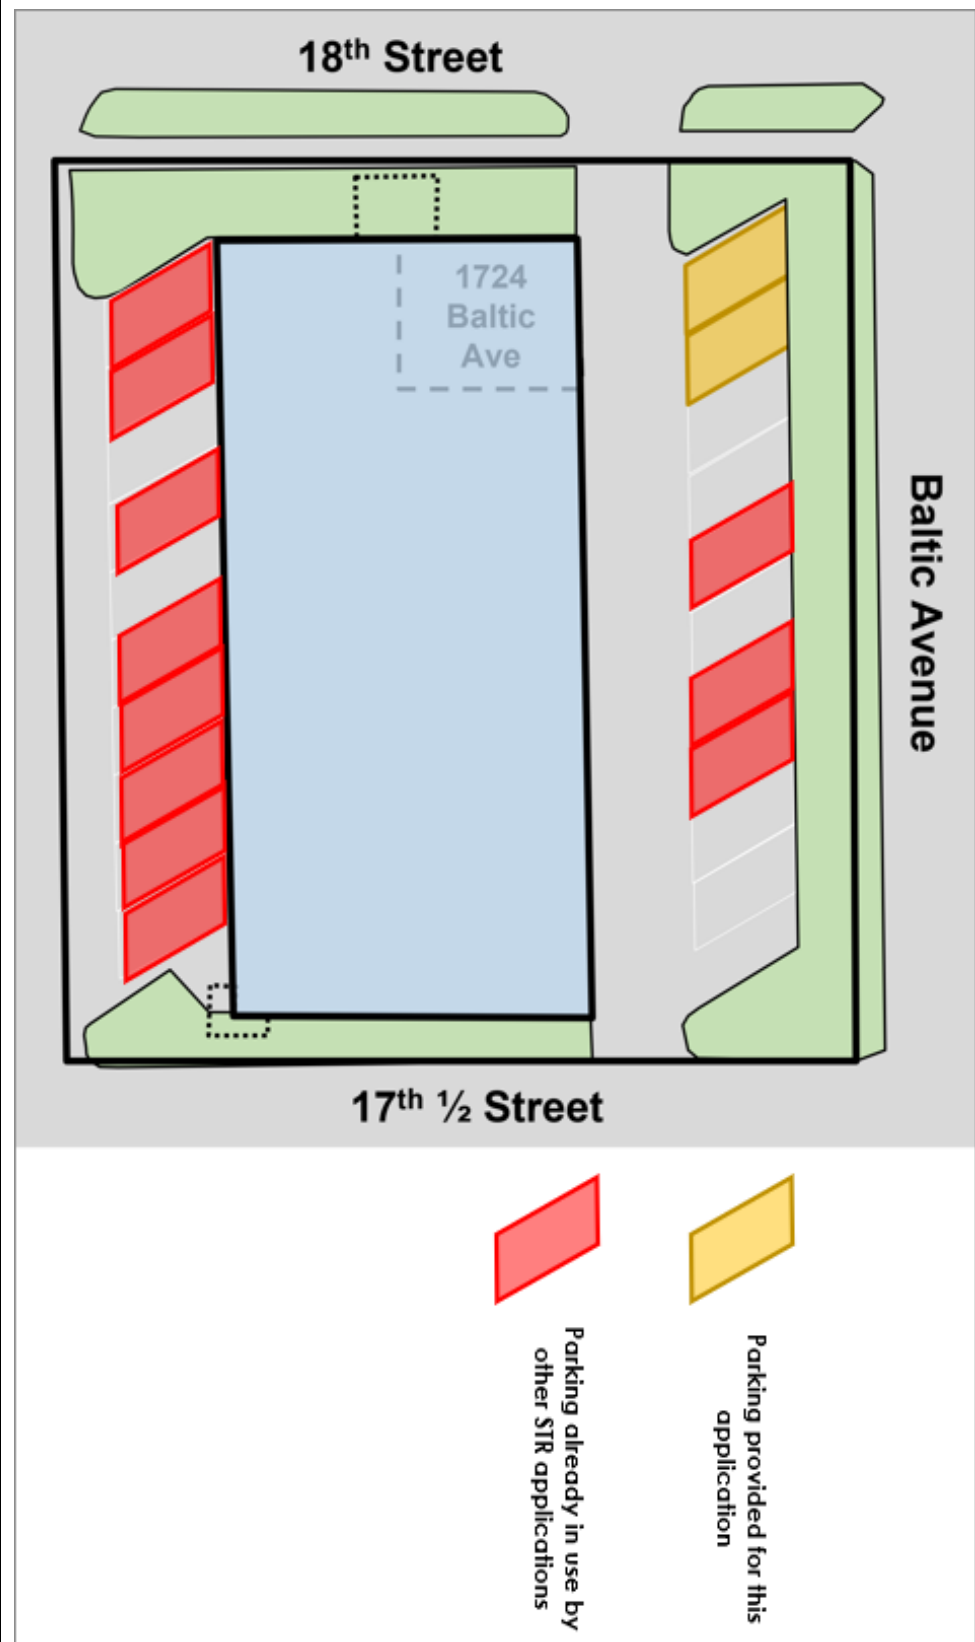 18th Street
1724
Baltic
Ave
Baltic Avenue
17th ½ Street
Parking already in use by
other STR applications
Parking provided for this
application